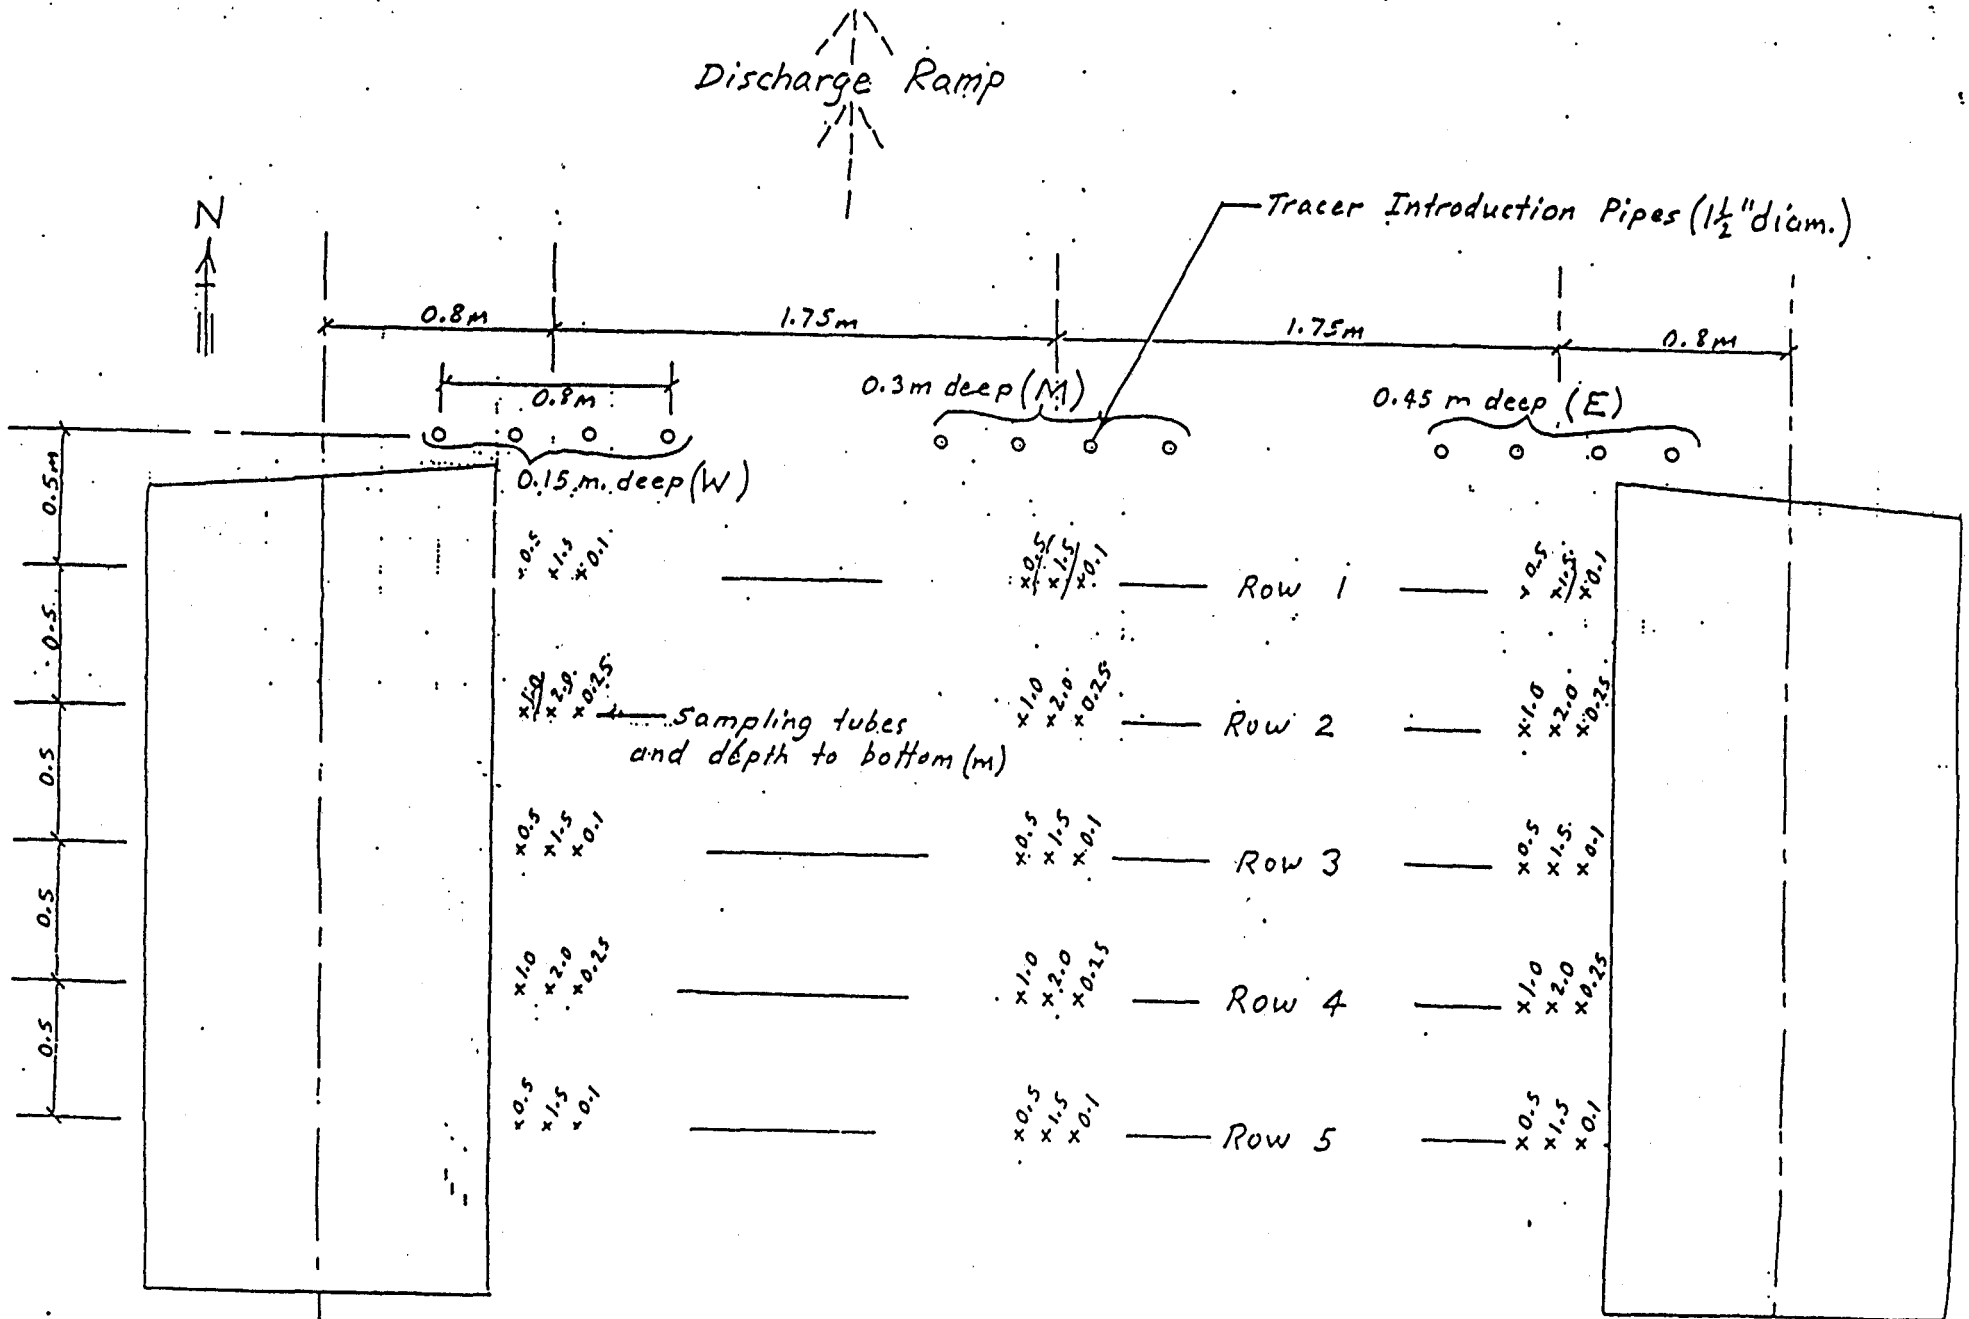 Discharge Ramp
N
Tracer Introduction Pipes (1½" diam.)
0.8m 1.75m 1.75m 0.8m
0.8m
0.3m deep (M)
0.45 m deep (E)
0.15 m. deep (W)
0.5m
x0.5 x1.5 x0.1
x0.5 x1.5 x0.1
Row 1
x0.5 x1.5 x0.1
0.5
x1.0 x2.0 x0.25
Sampling tubes
and depth to bottom (m)
x1.0 x2.0 x0.25
Row 2
x1.0 x2.0 x0.25
0.5
x0.5 x1.5 x0.1
x0.5 x1.5 x0.1
Row 3
x0.5 x1.5 x0.1
0.5
x1.0 x2.0 x0.25
x1.0 x2.0 x0.25
Row 4
x1.0 x2.0 x0.25
0.5
x0.5 x1.5 x0.1
x0.5 x1.5 x0.1
Row 5
x0.5 x1.5 x0.1